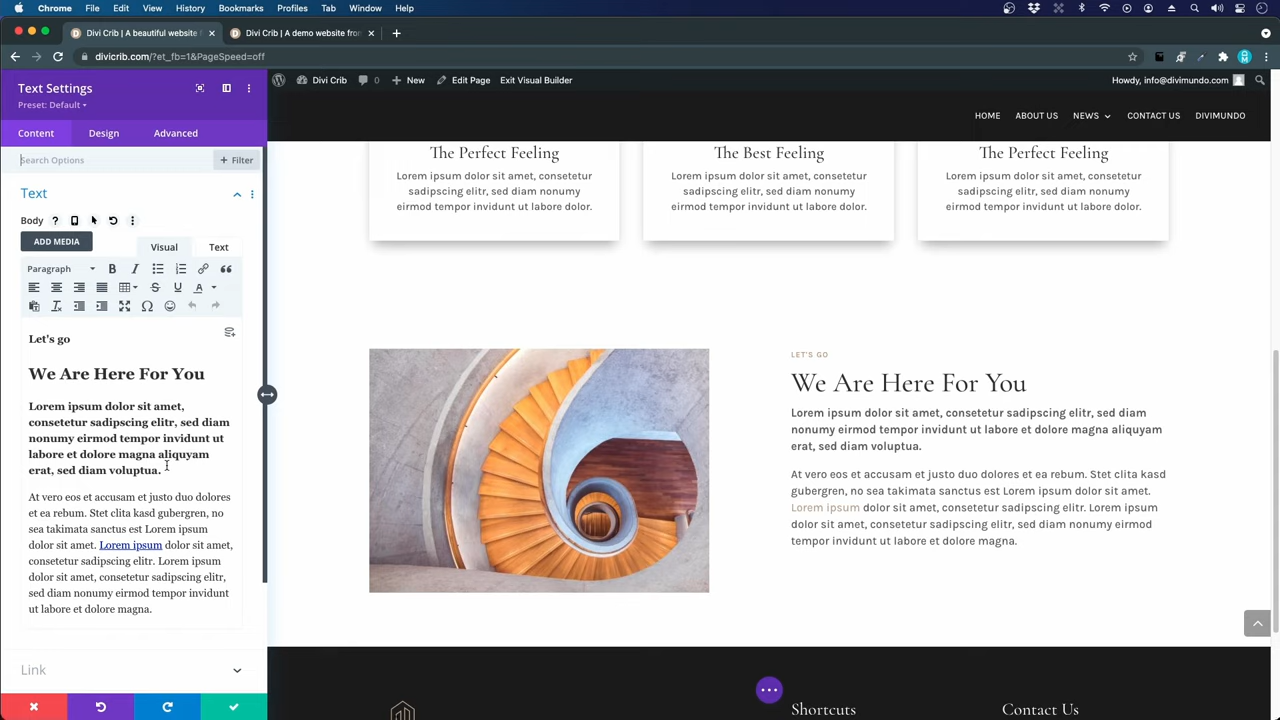 Chrome File Edit View History Bookmarks Profiles Tab Window Help
Divi Crib | A beautiful website f × Divi Crib | A demo website from × +
divicrib.com/?et_fb=1&PageSpeed=off
Text Settings
Preset: Default
Content Design Advanced
Search Options + Filter
Text
Body ?
ADD MEDIA Visual Text
Paragraph B I
S U A
Let's go
We Are Here For You
Lorem ipsum dolor sit amet,
consetetur sadipscing elitr, sed diam
nonumy eirmod tempor invidunt ut
labore et dolore magna aliquyam
erat, sed diam voluptua.
At vero eos et accusam et justo duo dolores
et ea rebum. Stet clita kasd gubergren, no
sea takimata sanctus est Lorem ipsum
dolor sit amet. Lorem ipsum dolor sit amet,
consetetur sadipscing elitr. Lorem ipsum
dolor sit amet, consetetur sadipscing elitr,
sed diam nonumy eirmod tempor invidunt
ut labore et dolore magna.
Link
Divi Crib 0 + New Edit Page Exit Visual Builder Howdy, info@divimundo.com
HOME ABOUT US NEWS CONTACT US DIVIMUNDO
The Perfect Feeling
Lorem ipsum dolor sit amet, consetetur
sadipscing elitr, sed diam nonumy
eirmod tempor invidunt ut labore dolor.
The Best Feeling
Lorem ipsum dolor sit amet, consetetur
sadipscing elitr, sed diam nonumy
eirmod tempor invidunt ut labore dolor.
The Perfect Feeling
Lorem ipsum dolor sit amet, consetetur
sadipscing elitr, sed diam nonumy
eirmod tempor invidunt ut labore dolor.
LET'S GO
We Are Here For You
Lorem ipsum dolor sit amet, consetetur sadipscing elitr, sed diam
nonumy eirmod tempor invidunt ut labore et dolore magna aliquyam
erat, sed diam voluptua.
At vero eos et accusam et justo duo dolores et ea rebum. Stet clita kasd
gubergren, no sea takimata sanctus est Lorem ipsum dolor sit amet.
Lorem ipsum dolor sit amet, consetetur sadipscing elitr. Lorem ipsum
dolor sit amet, consetetur sadipscing elitr, sed diam nonumy eirmod
tempor invidunt ut labore et dolore magna.
Shortcuts Contact Us